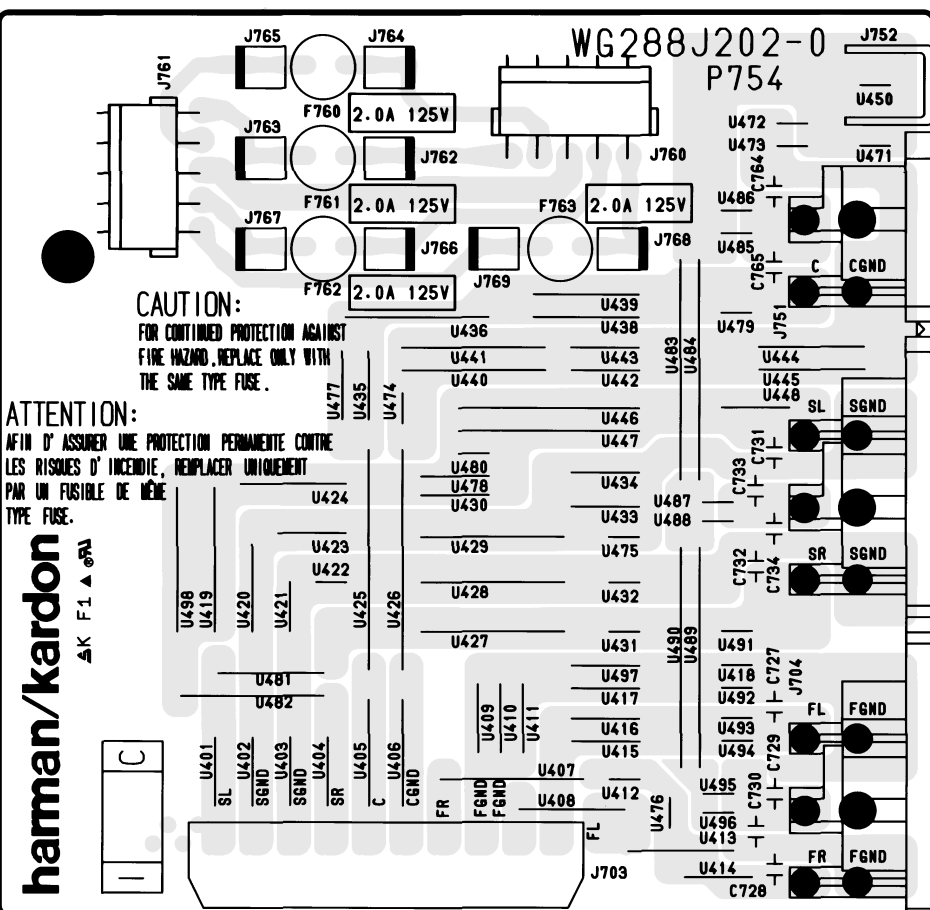 J765
J764
WG288J202-0
J752
J761
P754
F760
2.0A 125V
U450
J763
J762
U472
U473
J760
C764
U471
F761
2.0A 125V
F763
2.0A 125V
U486
J767
J766
J768
U485
C765
C
CGND
F762
2.0A 125V
J769
CAUTION:
FOR CONTINUED PROTECTION AGAINST
FIRE HAZARD, REPLACE ONLY WITH
THE SAME TYPE FUSE.
U439
U436
U438
U479
J751
U483
U484
U441
U443
U444
U440
U442
U445
U448
U477
U435
U474
ATTENTION:
AFIN D' ASSURER UNE PROTECTION PERMANENTE CONTRE
LES RISQUES D' INCENDIE, REMPLACER UNIQUEMENT
PAR UN FUSIBLE DE MÊME
TYPE FUSE.
SL
SGND
U446
U447
C731
C733
U480
U478
U430
U434
U424
U487
U488
U433
U423
U429
U475
U422
SR
SGND
C732
C734
U428
U432
U498
U419
U420
U421
U425
U426
U427
U431
U490
U489
U491
harman/kardon
K F1
U481
U482
U497
U417
U418
U492
C727
J704
U409
U410
U411
U416
U415
U493
U494
FL
FGND
C729
C
U401
SL
U402
SGND
U403
SGND
U404
SR
U405
C
U406
CGND
FR
FGND
FGND
U407
U408
U412
U476
U495
C730
U496
U413
FL
J703
U414
C728
FR
FGND